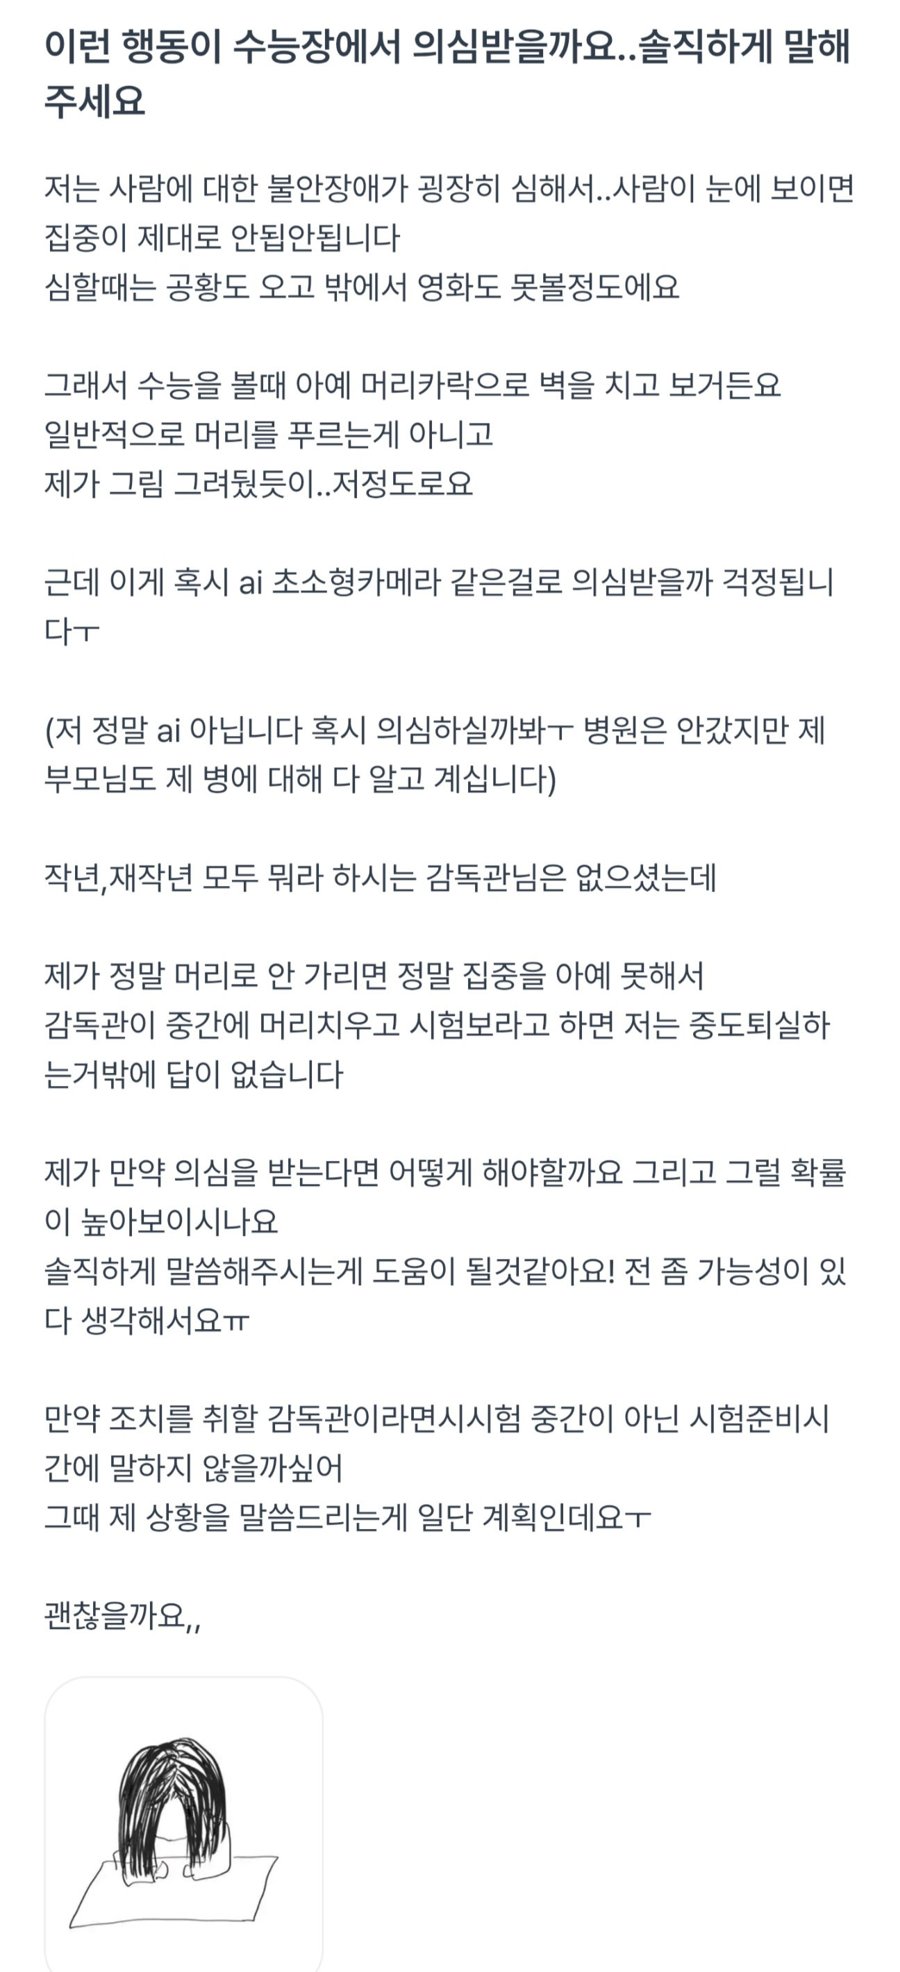 이런 행동이 수능장에서 의심받을까요..솔직하게 말해
주세요
저는 사람에 대한 불안장애가 굉장히 심해서..사람이 눈에 보이면
집중이 제대로 안됩안됩니다
심할때는 공황도 오고 밖에서 영화도 못볼정도에요
그래서 수능을 볼때 아예 머리카락으로 벽을 치고 보거든요
일반적으로 머리를 푸르는게 아니고
제가 그림 그려뒀듯이..저정도로요
근데 이게 혹시 ai 초소형카메라 같은걸로 의심받을까 걱정됩니
다ㅜ
(저 정말 ai 아닙니다 혹시 의심하실까봐ㅜ 병원은 안갔지만 제
부모님도 제 병에 대해 다 알고 계십니다)
작년,재작년 모두 뭐라 하시는 감독관님은 없으셨는데
제가 정말 머리로 안 가리면 정말 집중을 아예 못해서
감독관이 중간에 머리치우고 시험보라고 하면 저는 중도퇴실하
는거밖에 답이 없습니다
제가 만약 의심을 받는다면 어떻게 해야할까요 그리고 그럴 확률
이 높아보이시나요
솔직하게 말씀해주시는게 도움이 될것같아요! 전 좀 가능성이 있
다 생각해서요ㅠ
만약 조치를 취할 감독관이라면시시험 중간이 아닌 시험준비시
간에 말하지 않을까싶어
그때 제 상황을 말씀드리는게 일단 계획인데요ㅜ
괜찮을까요,,